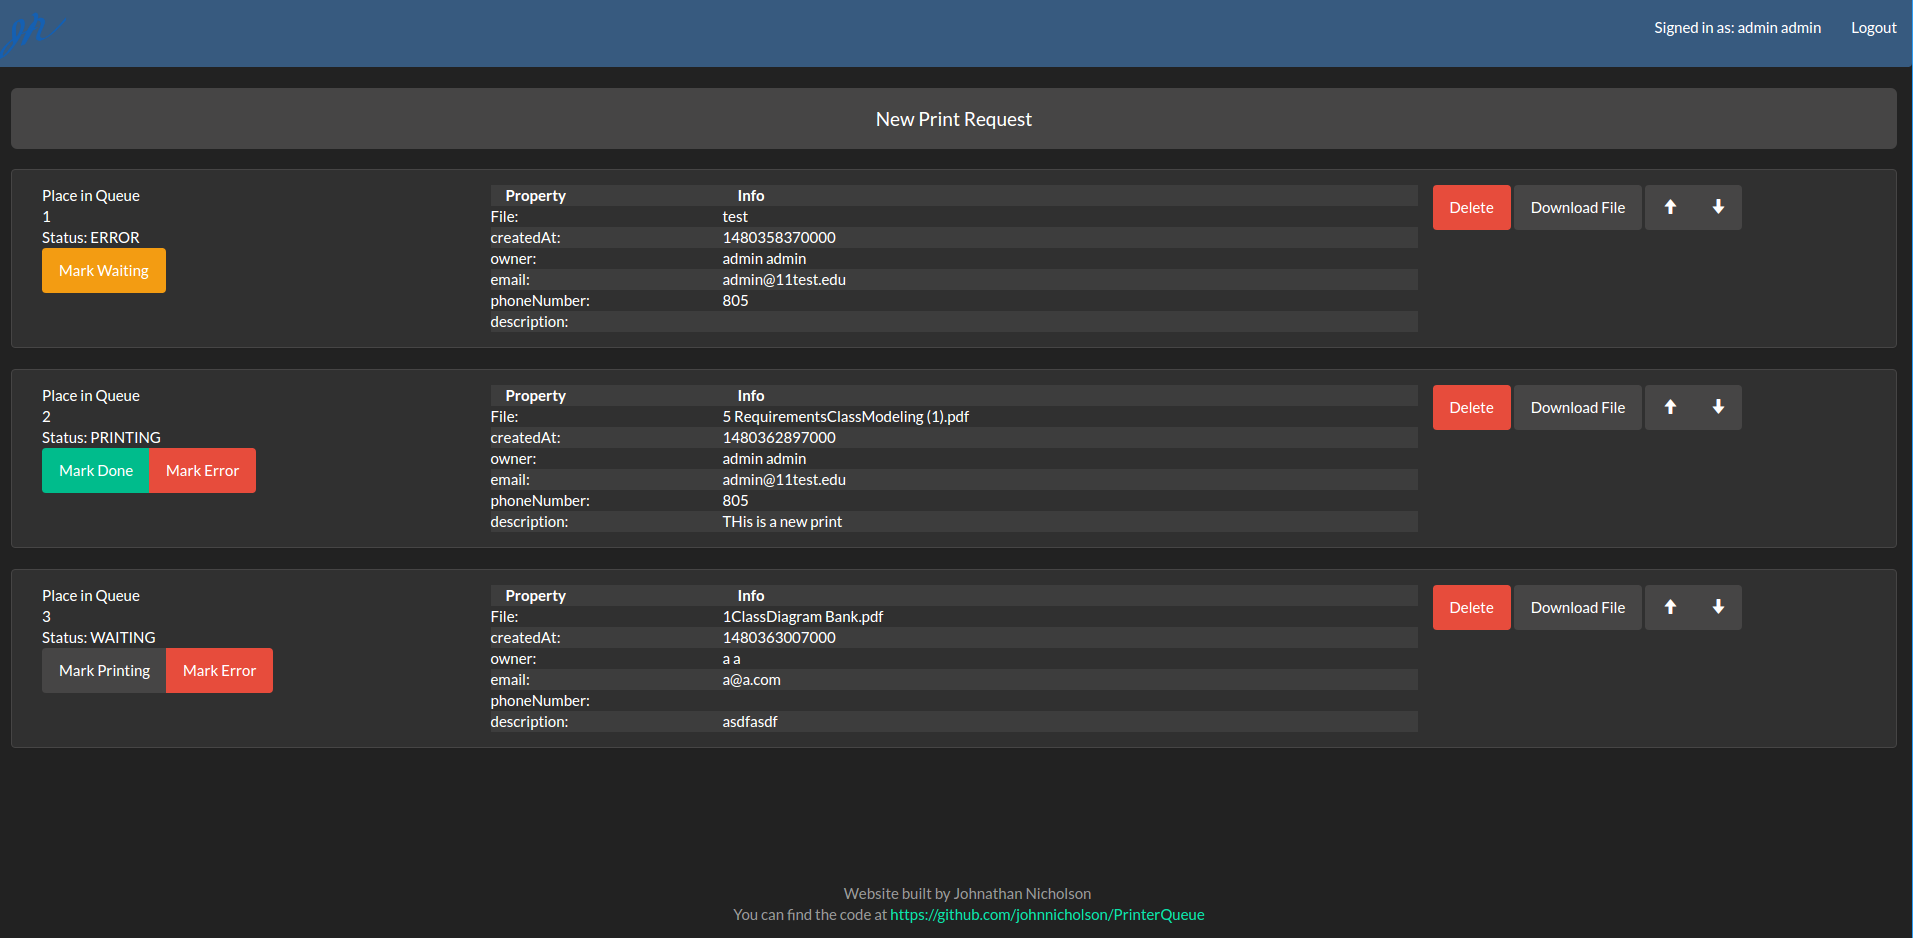 Signed in as: admin admin Logout
New Print Request
Place in Queue
1
Status: ERROR
Mark Waiting
Property Info
File: test
createdAt: 1480358370000
owner: admin admin
email: admin@11test.edu
phoneNumber: 805
description:
Delete Download File
Place in Queue
2
Status: PRINTING
Mark Done Mark Error
Property Info
File: 5 RequirementsClassModeling (1).pdf
createdAt: 1480362897000
owner: admin admin
email: admin@11test.edu
phoneNumber: 805
description: THis is a new print
Delete Download File
Place in Queue
3
Status: WAITING
Mark Printing Mark Error
Property Info
File: 1ClassDiagram Bank.pdf
createdAt: 1480363007000
owner: a a
email: a@a.com
phoneNumber:
description: asdfasdf
Delete Download File
Website built by Johnathan Nicholson
You can find the code at https://github.com/johnnicholson/PrinterQueue